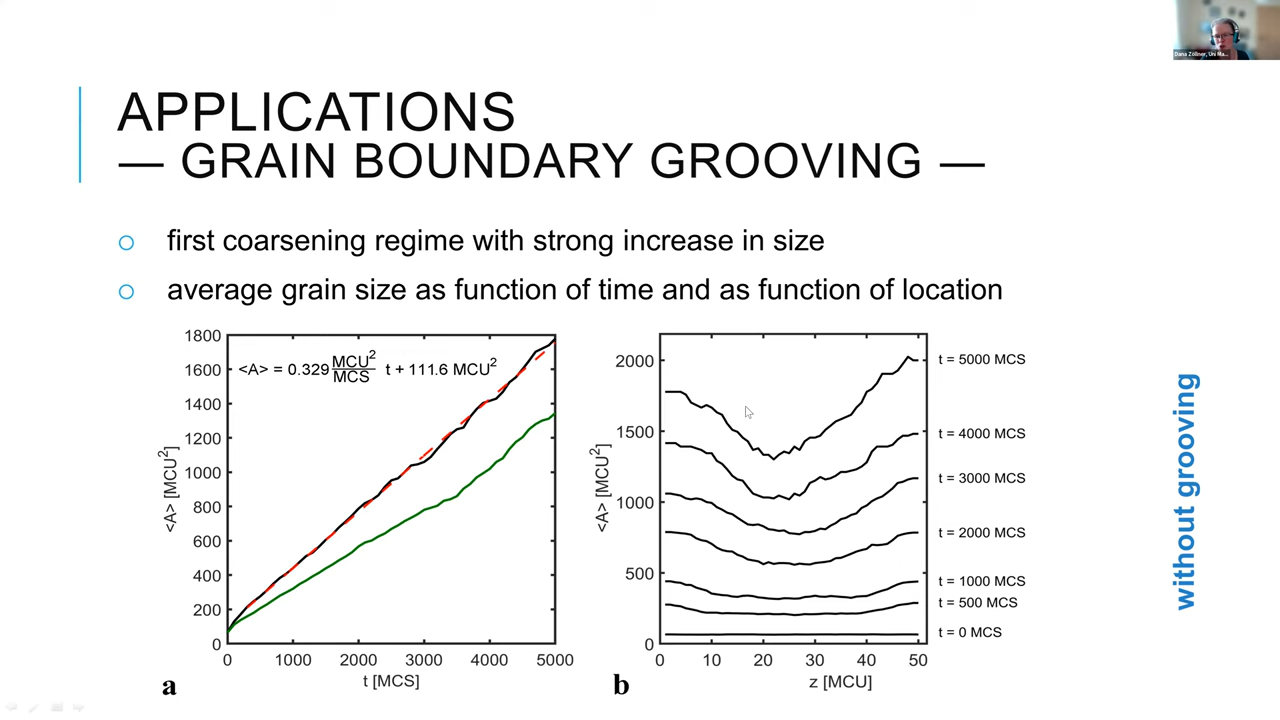 Dana Zöllner, Uni Ma...
APPLICATIONS
— GRAIN BOUNDARY GROOVING —
first coarsening regime with strong increase in size
average grain size as function of time and as function of location
<A> = 0.329 MCU²/MCS t + 111.6 MCU²
1800
1600
1400
1200
1000
800
600
400
200
0
<A> [MCU²]
0 1000 2000 3000 4000 5000
t [MCS]
a
2000
1500
1000
500
0
<A> [MCU²]
0 10 20 30 40 50
z [MCU]
b
t = 5000 MCS
t = 4000 MCS
t = 3000 MCS
t = 2000 MCS
t = 1000 MCS
t = 500 MCS
t = 0 MCS
without grooving